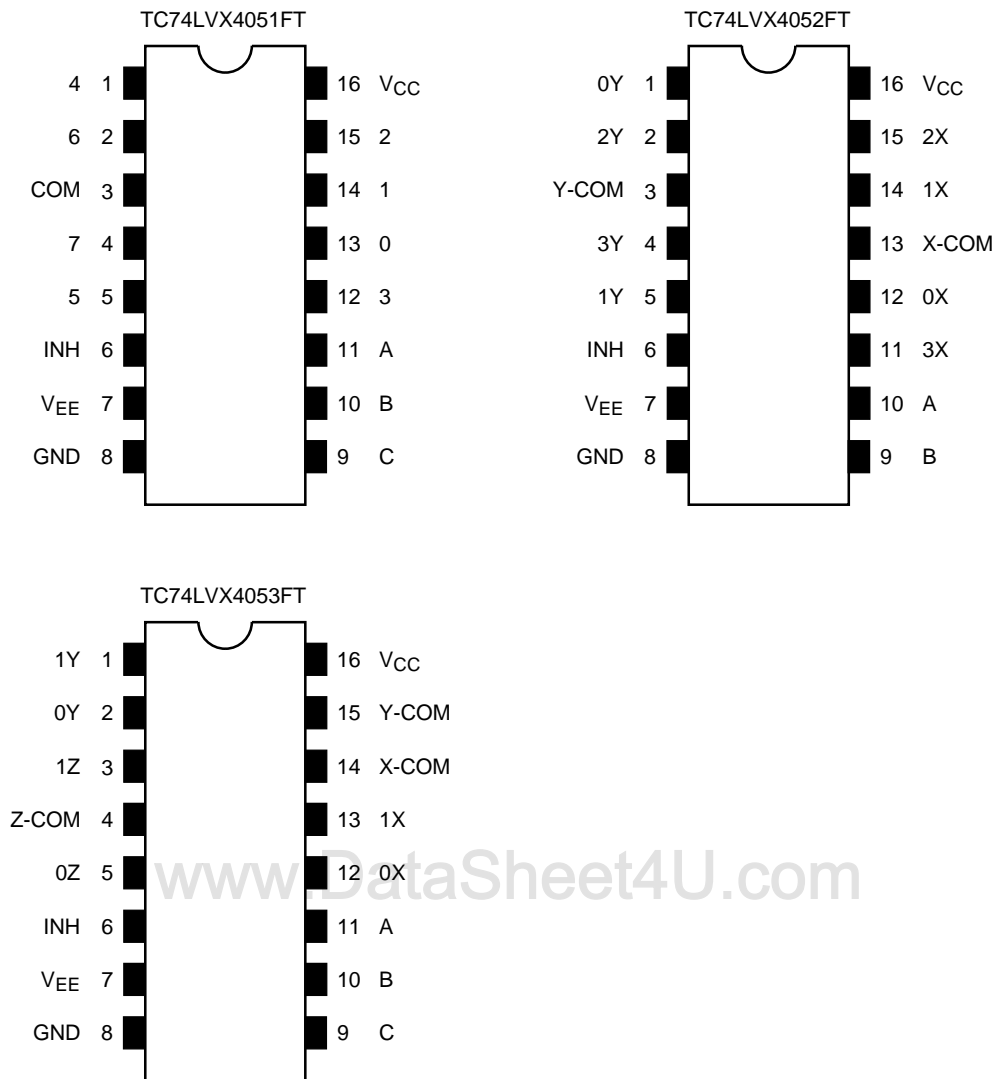 TC74LVX4051FT
4 1 16 VCC
6 2 15 2
COM 3 14 1
7 4 13 0
5 5 12 3
INH 6 11 A
VEE 7 10 B
GND 8 9 C
TC74LVX4052FT
0Y 1 16 VCC
2Y 2 15 2X
Y-COM 3 14 1X
3Y 4 13 X-COM
1Y 5 12 0X
INH 6 11 3X
VEE 7 10 A
GND 8 9 B
TC74LVX4053FT
1Y 1 16 VCC
0Y 2 15 Y-COM
1Z 3 14 X-COM
Z-COM 4 13 1X
0Z 5 12 0X
www.DataSheet4U.com
INH 6 11 A
VEE 7 10 B
GND 8 9 C